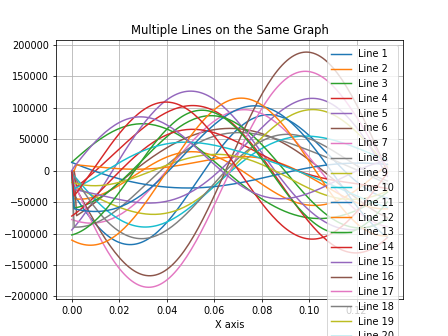 Multiple Lines on the Same Graph
200000
150000
100000
50000
0
−50000
−100000
−150000
−200000
0.00
0.02
0.04
0.06
0.08
0.10
X axis
Line 1
Line 2
Line 3
Line 4
Line 5
Line 6
Line 7
Line 8
Line 9
Line 10
Line 11
Line 12
Line 13
Line 14
Line 15
Line 16
Line 17
Line 18
Line 19
Line 20